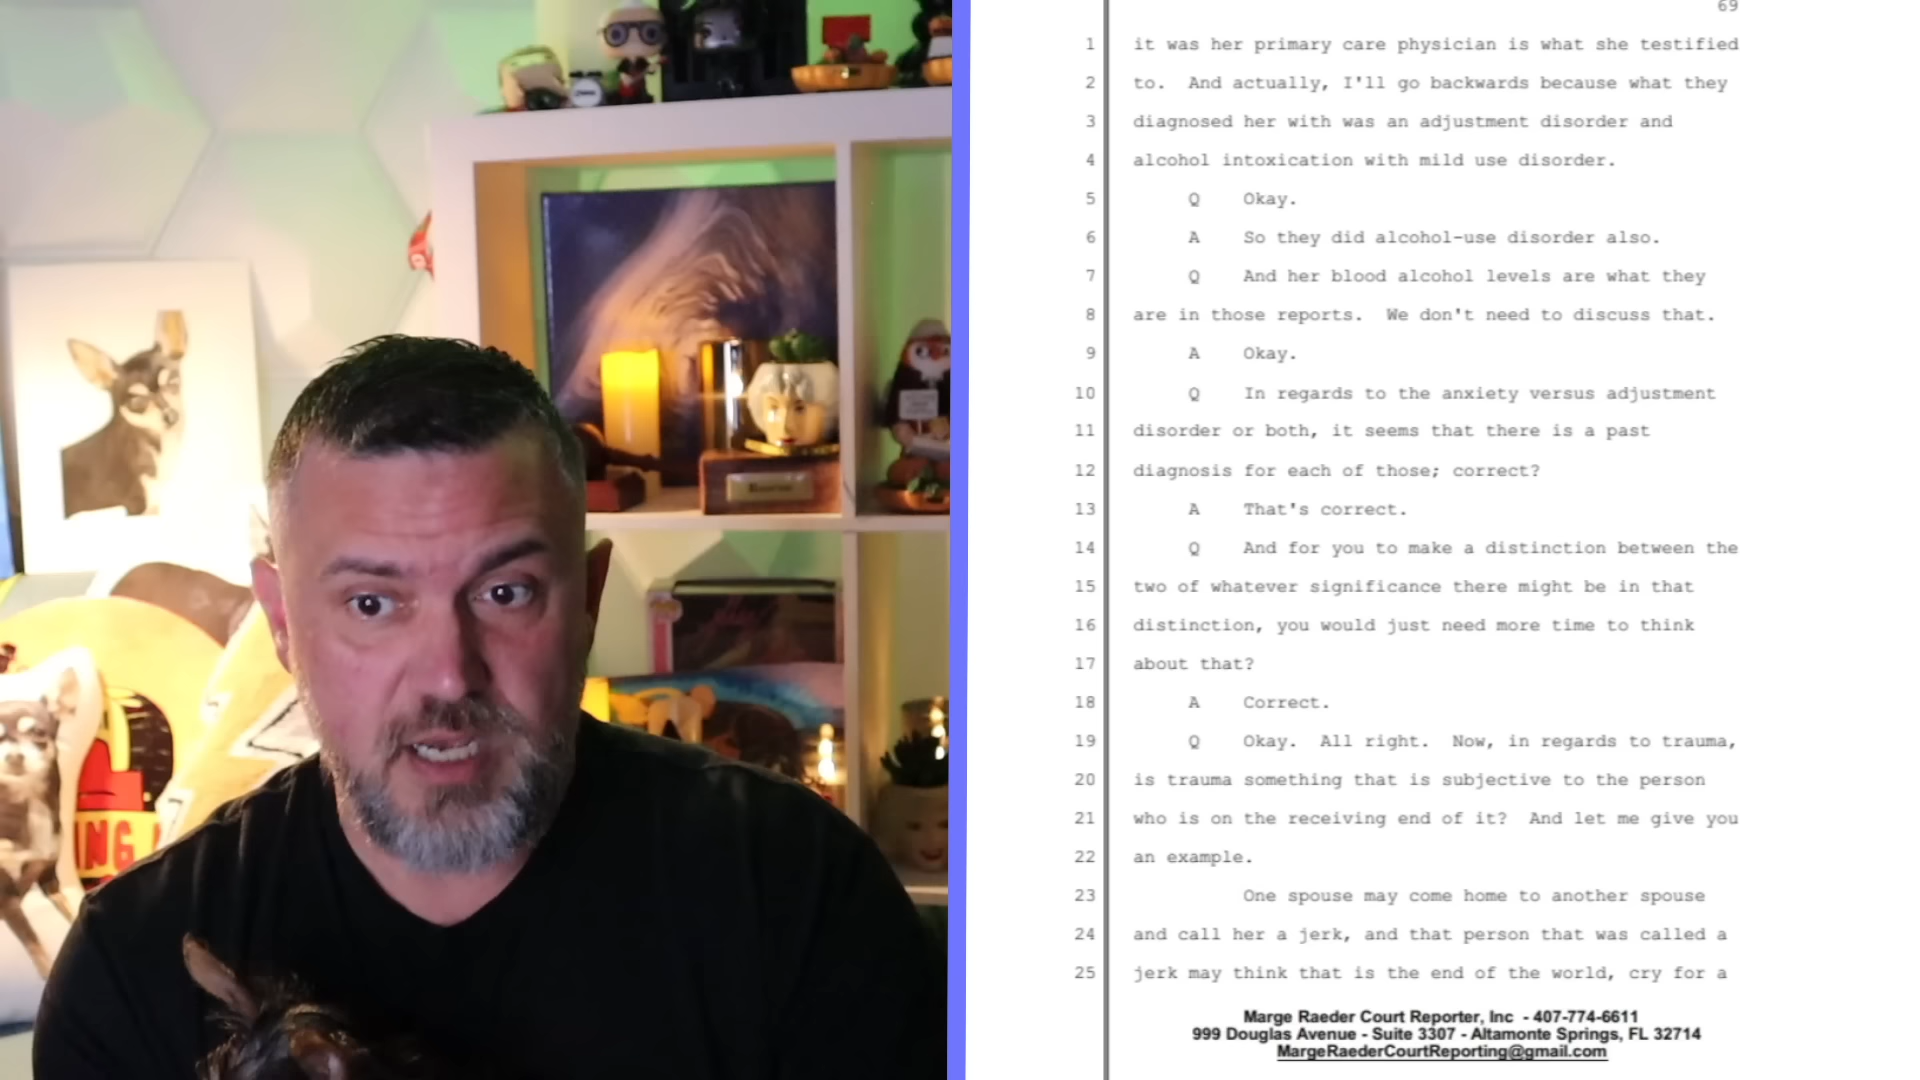 69
1 it was her primary care physician is what she testified
2 to. And actually, I'll go backwards because what they
3 diagnosed her with was an adjustment disorder and
4 alcohol intoxication with mild use disorder.
5 Q Okay.
6 A So they did alcohol-use disorder also.
7 Q And her blood alcohol levels are what they
8 are in those reports. We don't need to discuss that.
9 A Okay.
10 Q In regards to the anxiety versus adjustment
11 disorder or both, it seems that there is a past
12 diagnosis for each of those; correct?
13 A That's correct.
14 Q And for you to make a distinction between the
15 two of whatever significance there might be in that
16 distinction, you would just need more time to think
17 about that?
18 A Correct.
19 Q Okay. All right. Now, in regards to trauma,
20 is trauma something that is subjective to the person
21 who is on the receiving end of it? And let me give you
22 an example.
23 One spouse may come home to another spouse
24 and call her a jerk, and that person that was called a
25 jerk may think that is the end of the world, cry for a
Marge Raeder Court Reporter, Inc - 407-774-6611
999 Douglas Avenue - Suite 3307 - Altamonte Springs, FL 32714
MargeRaederCourtReporting@gmail.com